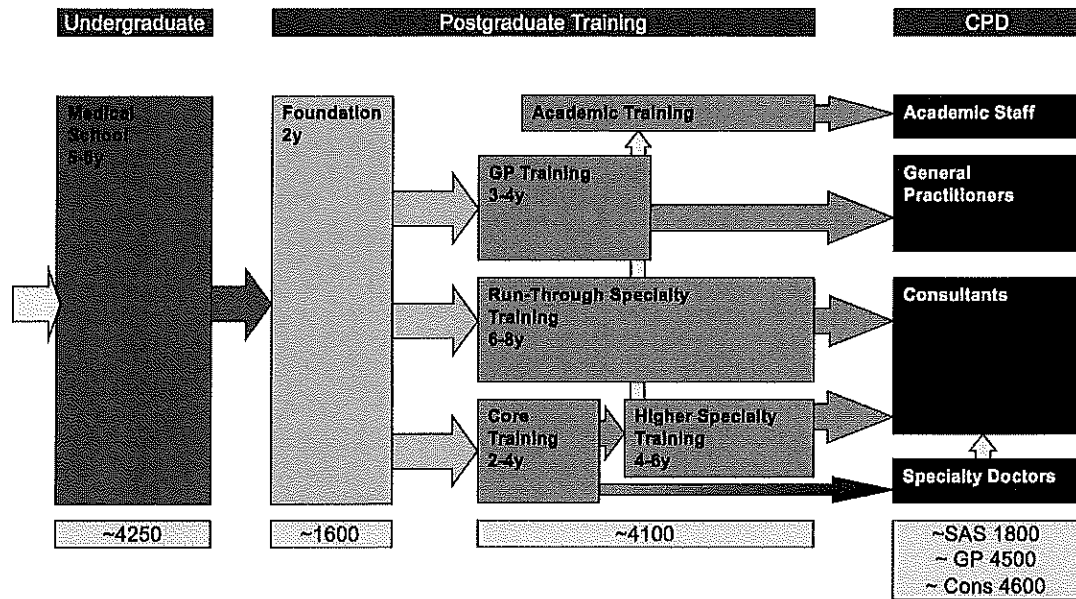 Undergraduate
Postgraduate Training
CPD
Medical
School
5-6y
Foundation
2y
Academic Training
Academic Staff
GP Training
3-4y
General
Practitioners
Run-Through Specialty
Training
6-8y
Consultants
Core
Training
2-4y
Higher Specialty
Training
4-6y
Specialty Doctors
~4250
~1600
~4100
~SAS 1800
~ GP 4500
~ Cons 4600